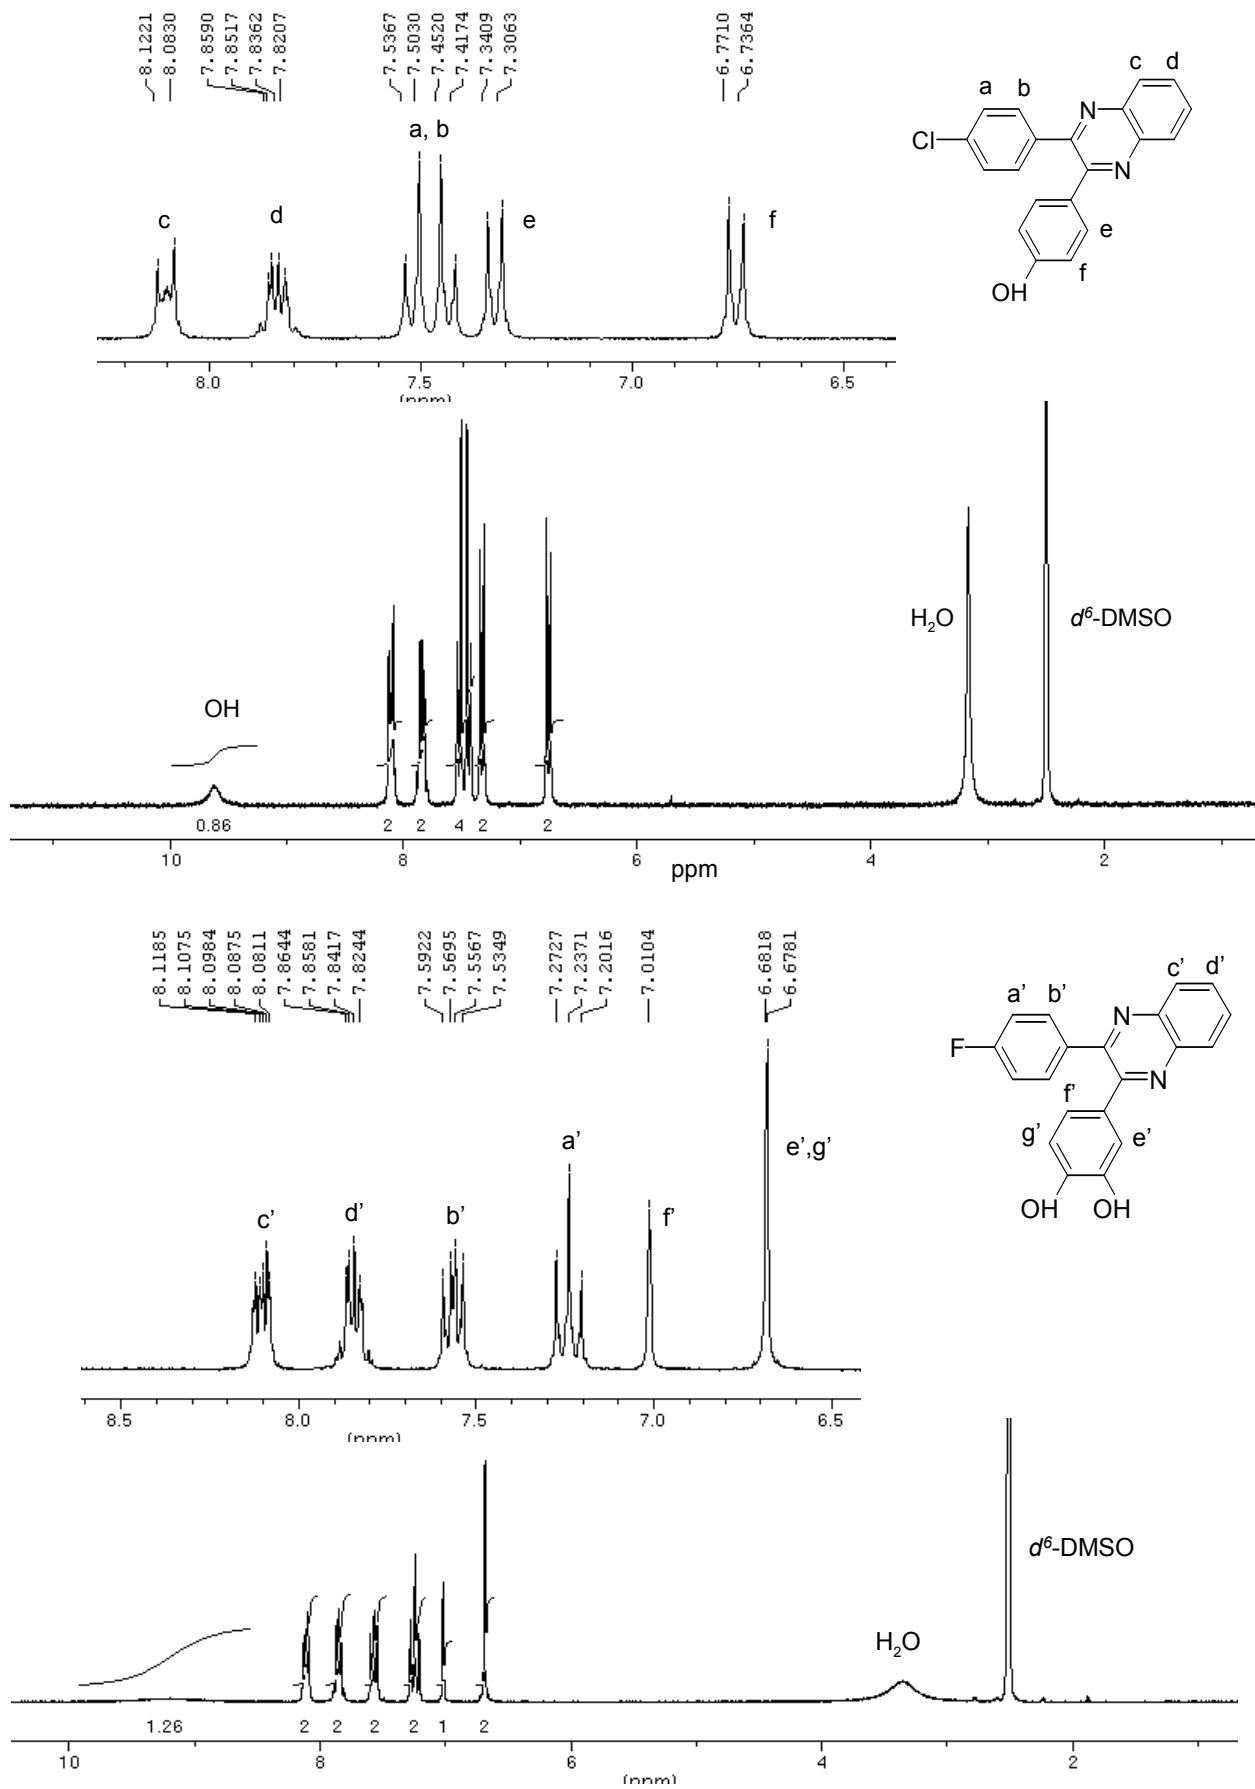 8.1221
8.0830
7.8590
7.8517
7.8362
7.8207
7.5367
7.5030
7.4520
7.4174
7.3409
7.3063
6.7710
6.7364
c
d
a
b
N
Cl
N
e
f
OH
a, b
c
d
e
f
8.0
7.5
7.0
6.5
(ppm)
H2O
d6-DMSO
OH
0.86
2
2
4
2
2
10
8
6
4
2
ppm
8.1185
8.1075
8.0984
8.0875
8.0811
7.8644
7.8581
7.8417
7.8244
7.5922
7.5695
7.5567
7.5349
7.2727
7.2371
7.2016
7.0104
6.6818
6.6781
c'
d'
a'
b'
N
F
N
f'
g'
e'
OH
OH
a’
e’,g’
c’
d’
b’
f’
8.5
8.0
7.5
7.0
6.5
(ppm)
d6-DMSO
H2O
1.26
2
2
2
2
1
2
10
8
6
4
2
(ppm)